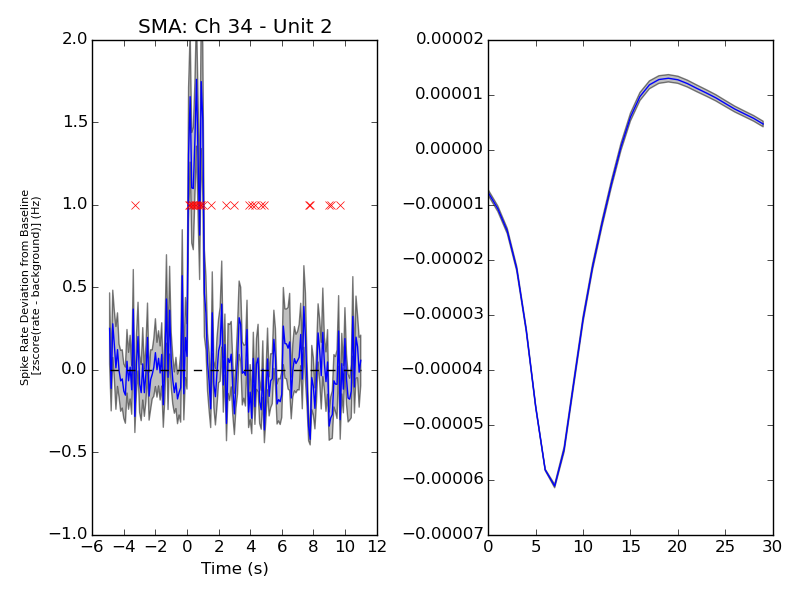 SMA: Ch 34 - Unit 2
Spike Rate Deviation from Baseline
[zscore(rate - background)] (Hz)
2.0
1.5
1.0
0.5
0.0
−0.5
−1.0
−6 −4 −2 0 2 4 6 8 10 12
Time (s)
0.00002
0.00001
0.00000
−0.00001
−0.00002
−0.00003
−0.00004
−0.00005
−0.00006
−0.00007
0 5 10 15 20 25 30